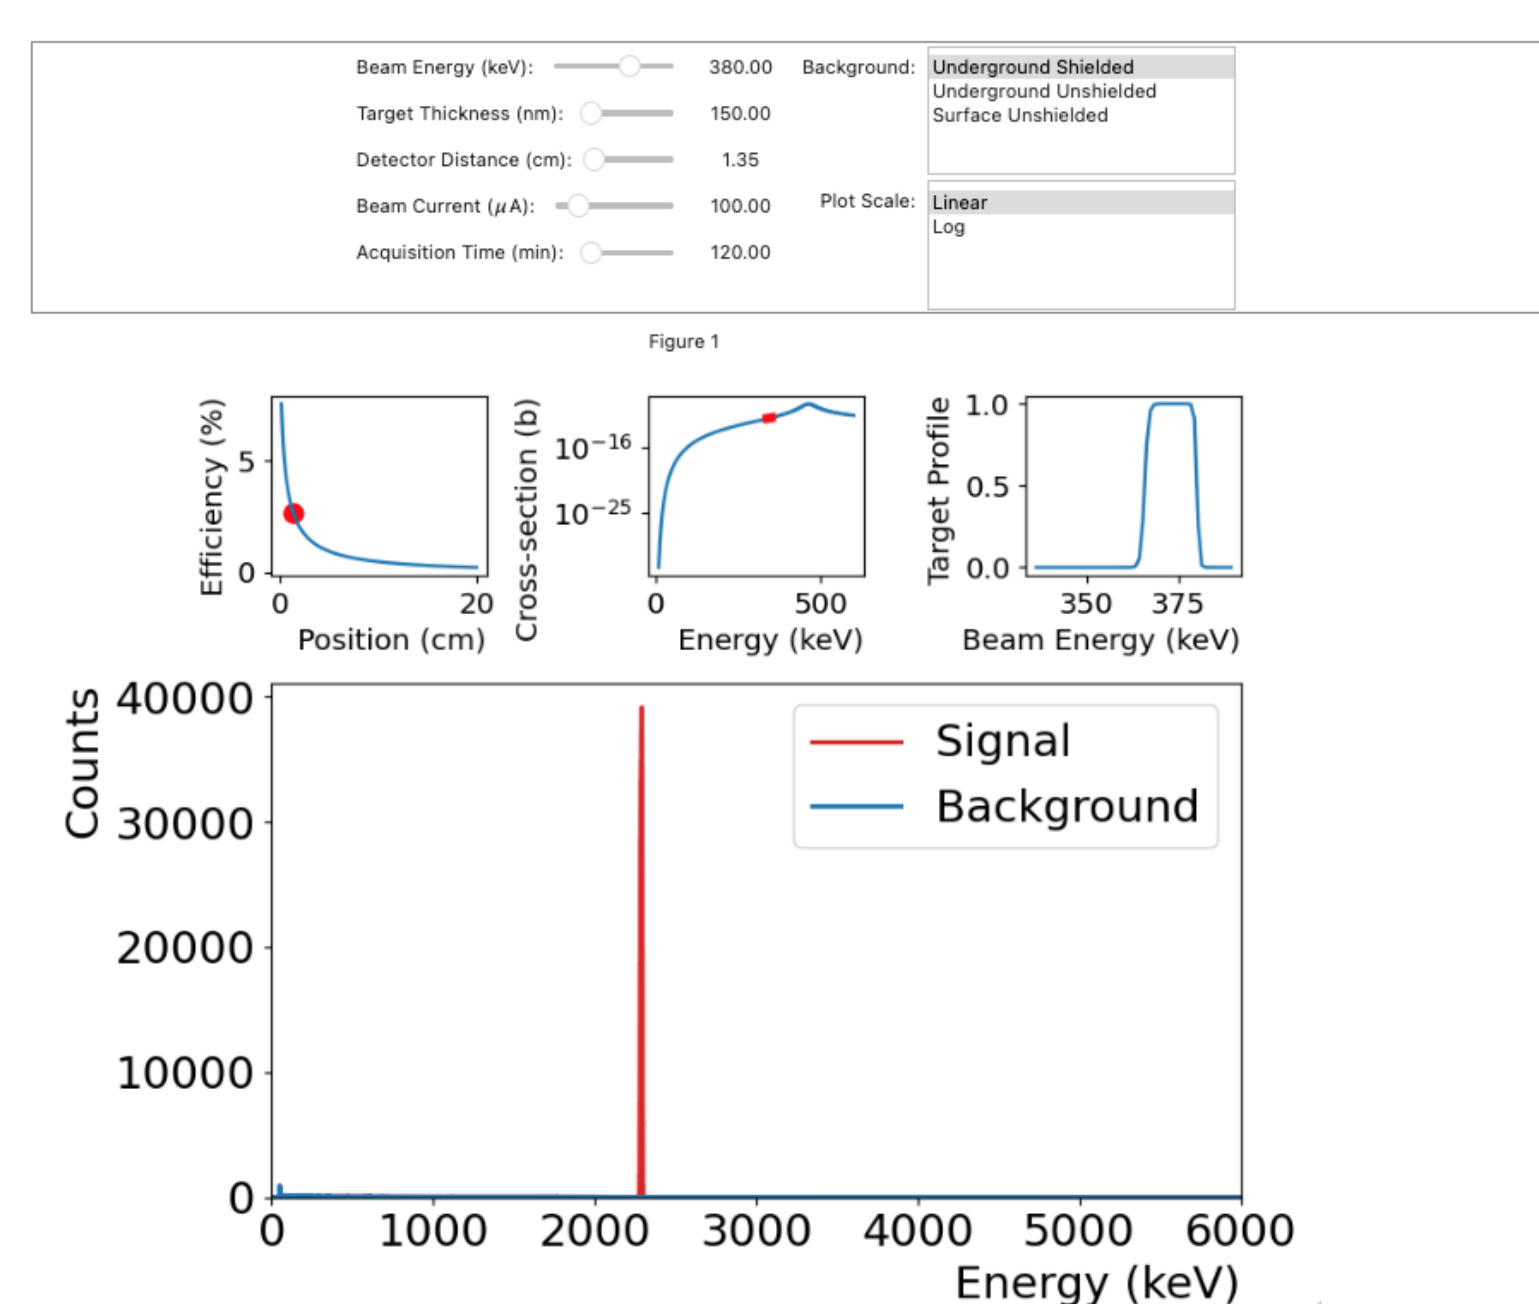 Beam Energy (keV): 380.00 Background: Underground Shielded
Underground Unshielded
Target Thickness (nm): 150.00 Surface Unshielded
Detector Distance (cm): 1.35
Beam Current (μA): 100.00 Plot Scale: Linear
Log
Acquisition Time (min): 120.00
Figure 1
Efficiency (%)
5
0
0 20
Position (cm)
Cross-section (b)
10⁻¹⁶
10⁻²⁵
0 500
Energy (keV)
Target Profile
1.0
0.5
0.0
350 375
Beam Energy (keV)
Counts
40000
30000
20000
10000
0
Signal
Background
0 1000 2000 3000 4000 5000 6000
Energy (keV)